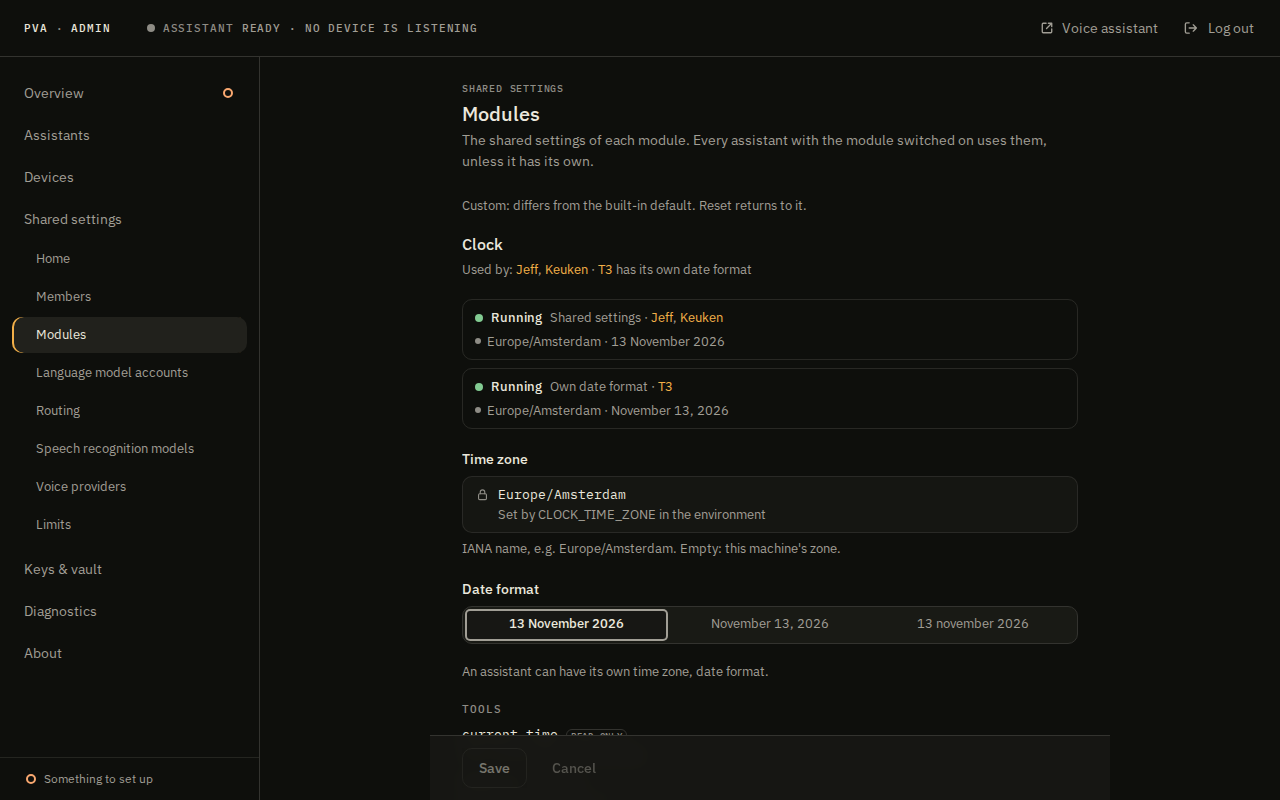 PVA · ADMIN
ASSISTANT READY · NO DEVICE IS LISTENING
Voice assistant
Log out
Overview
Assistants
Devices
Shared settings
Home
Members
Modules
Language model accounts
Routing
Speech recognition models
Voice providers
Limits
Keys & vault
Diagnostics
About
Something to set up
SHARED SETTINGS
Modules
The shared settings of each module. Every assistant with the module switched on uses them,
unless it has its own.
Custom: differs from the built-in default. Reset returns to it.
Clock
Used by: Jeff, Keuken · T3 has its own date format
Running Shared settings · Jeff, Keuken
Europe/Amsterdam · 13 November 2026
Running Own date format · T3
Europe/Amsterdam · November 13, 2026
Time zone
Europe/Amsterdam
Set by CLOCK_TIME_ZONE in the environment
IANA name, e.g. Europe/Amsterdam. Empty: this machine's zone.
Date format
13 November 2026
November 13, 2026
13 november 2026
An assistant can have its own time zone, date format.
TOOLS
current_time READ-ONLY
Save
Cancel